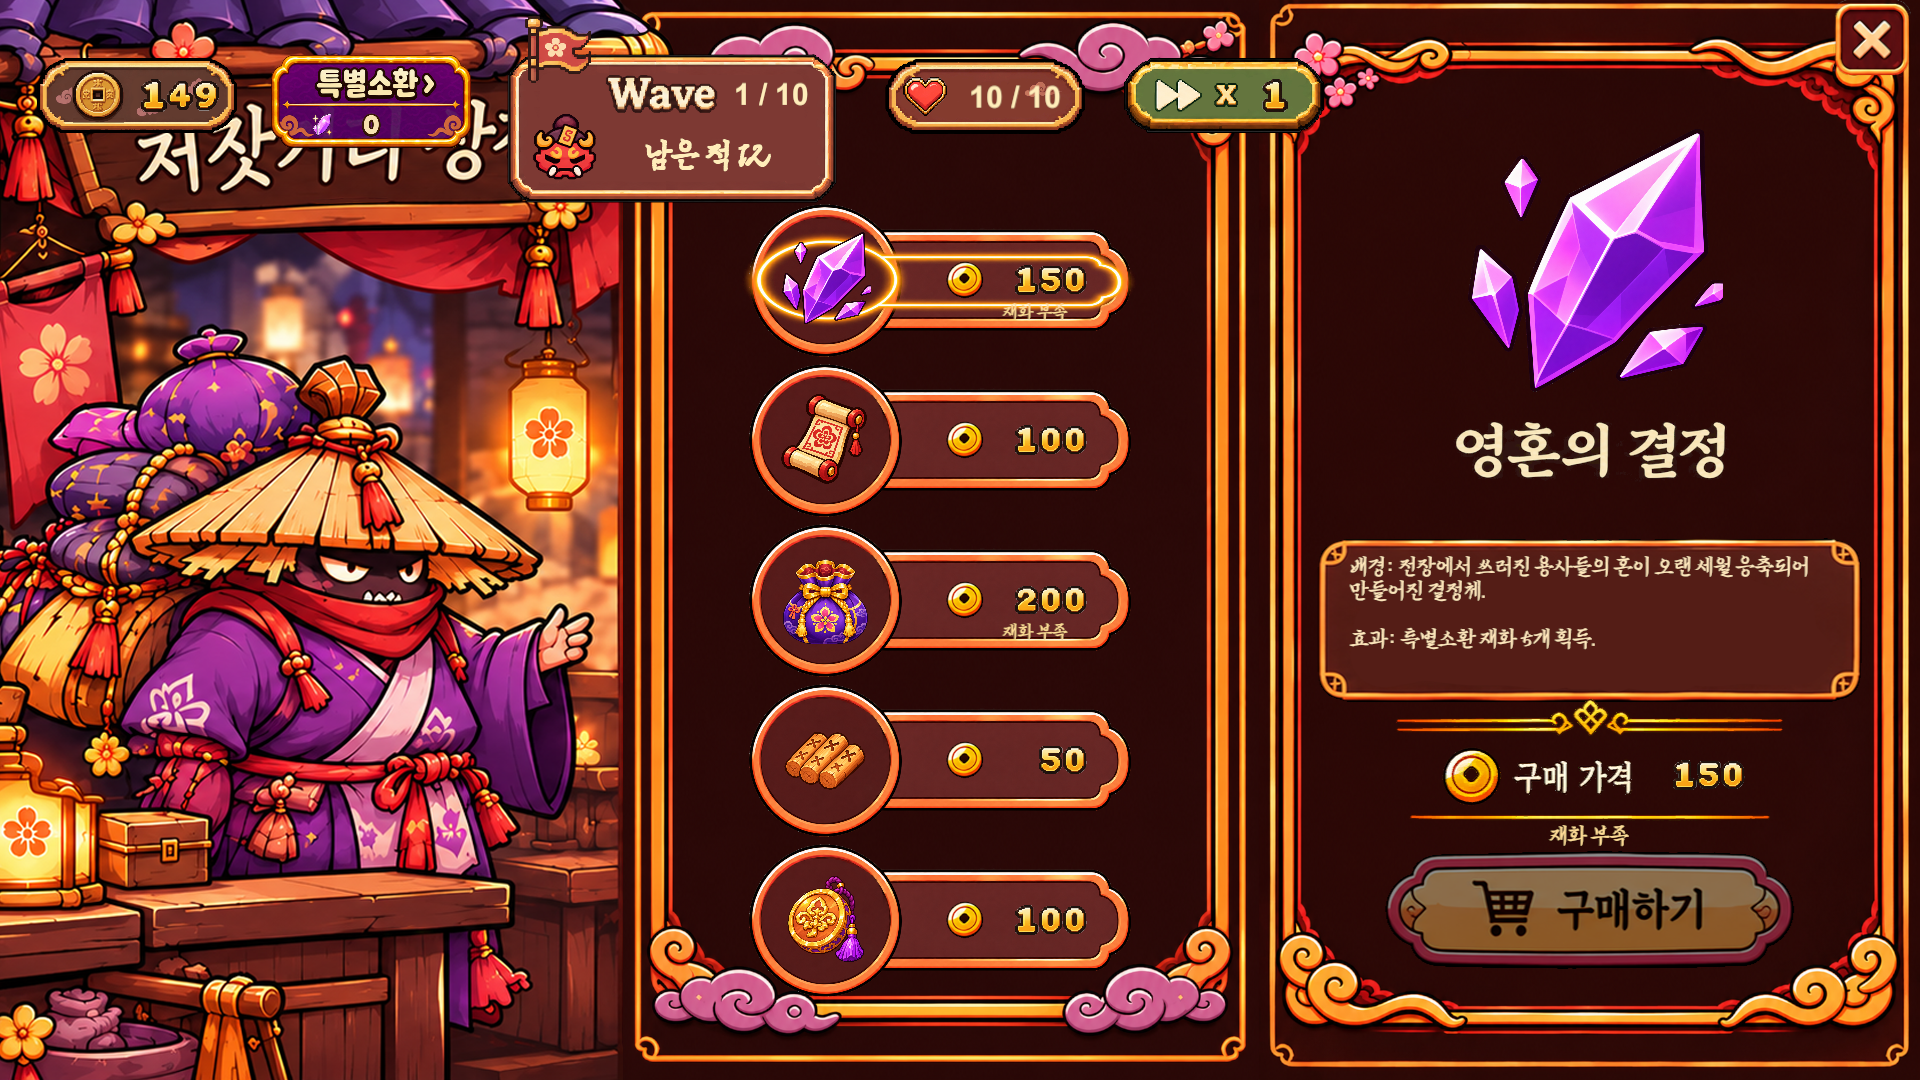 149
특별소환 ›
0
Wave 1 / 10
남은 적 12
10 / 10
x 1
저잣거리
150
재화 부족
100
200
재화 부족
50
100
영혼의 결정
배경: 전장에서 쓰러진 용사들의 혼이 오랜 세월 응축되어
만들어진 결정체.
효과: 특별소환 재화 5개 획득.
구매 가격 150
재화 부족
구매하기